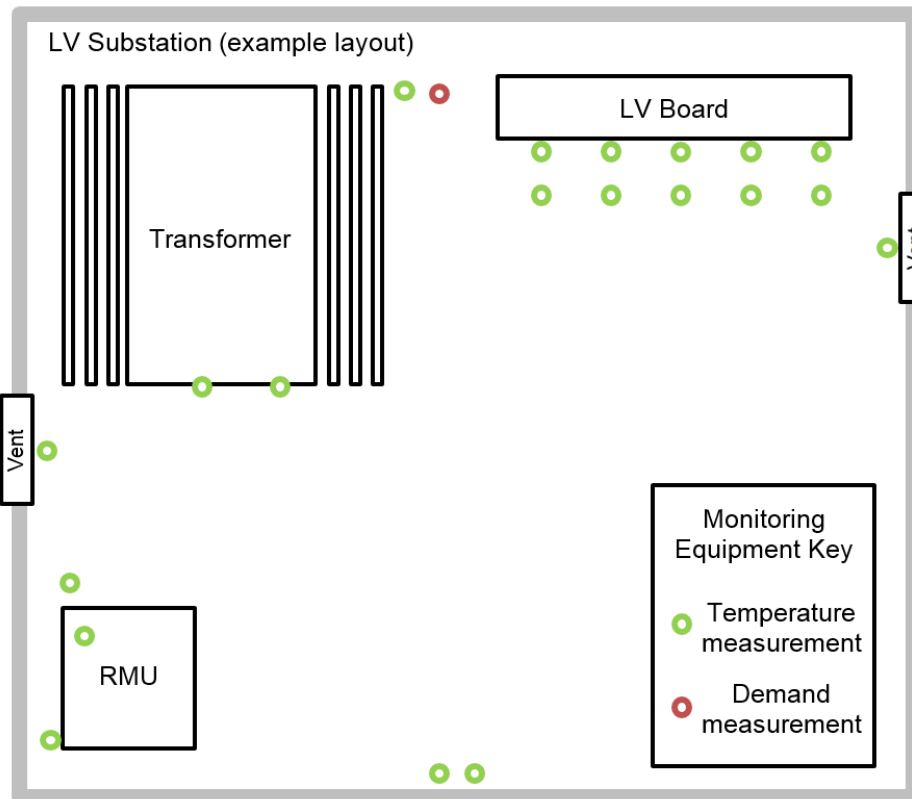 LV Substation (example layout)
LV Board
Transformer
Vent
Vent
Monitoring
Equipment Key
Temperature
measurement
RMU
Demand
measurement